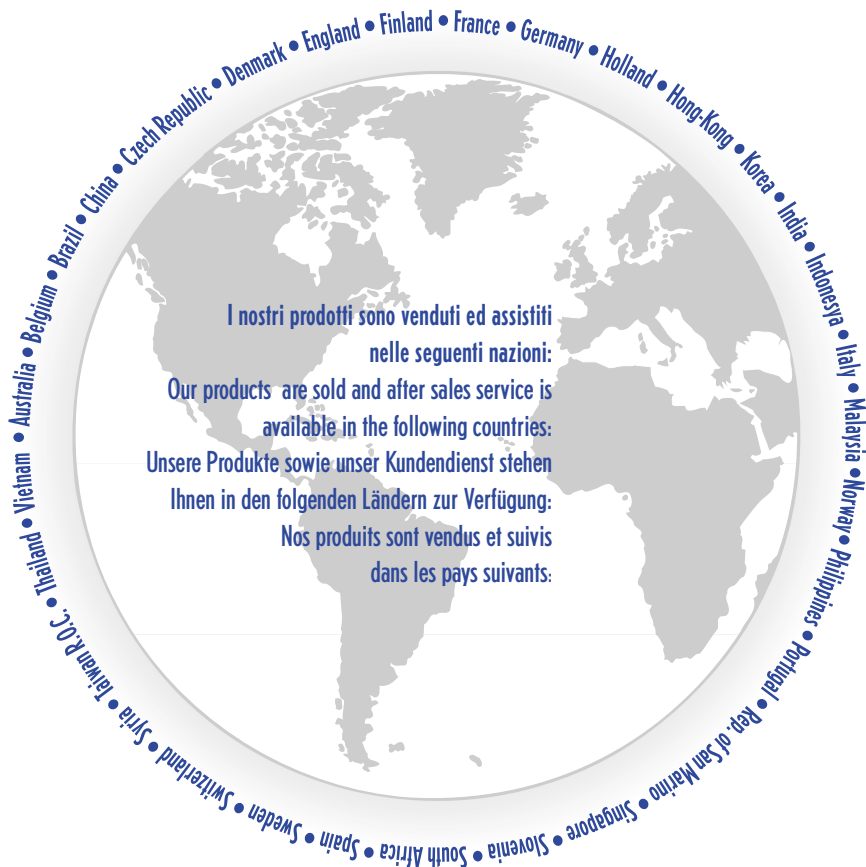 I nostri prodotti sono venduti ed assistiti
nelle seguenti nazioni:
Our products are sold and after sales service is
available in the following countries:
Unsere Produkte sowie unser Kundendienst stehen
Ihnen in den folgenden Ländern zur Verfügung:
Nos produits sont vendus et suivis
dans les pays suivants:
Australia • Belgium • Brazil • China • Czech Republic • Denmark • England • Finland • France • Germany • Holland • Hong-Kong • Korea • India • Indonesya • Italy • Malaysia • Norway • Philippines • Portugal • Rep. of San Marino • Singapore • Slovenia • South Africa • Spain • Sweden • Switzerland • Syria • Taiwan R.O.C. • Thailand • Vietnam •